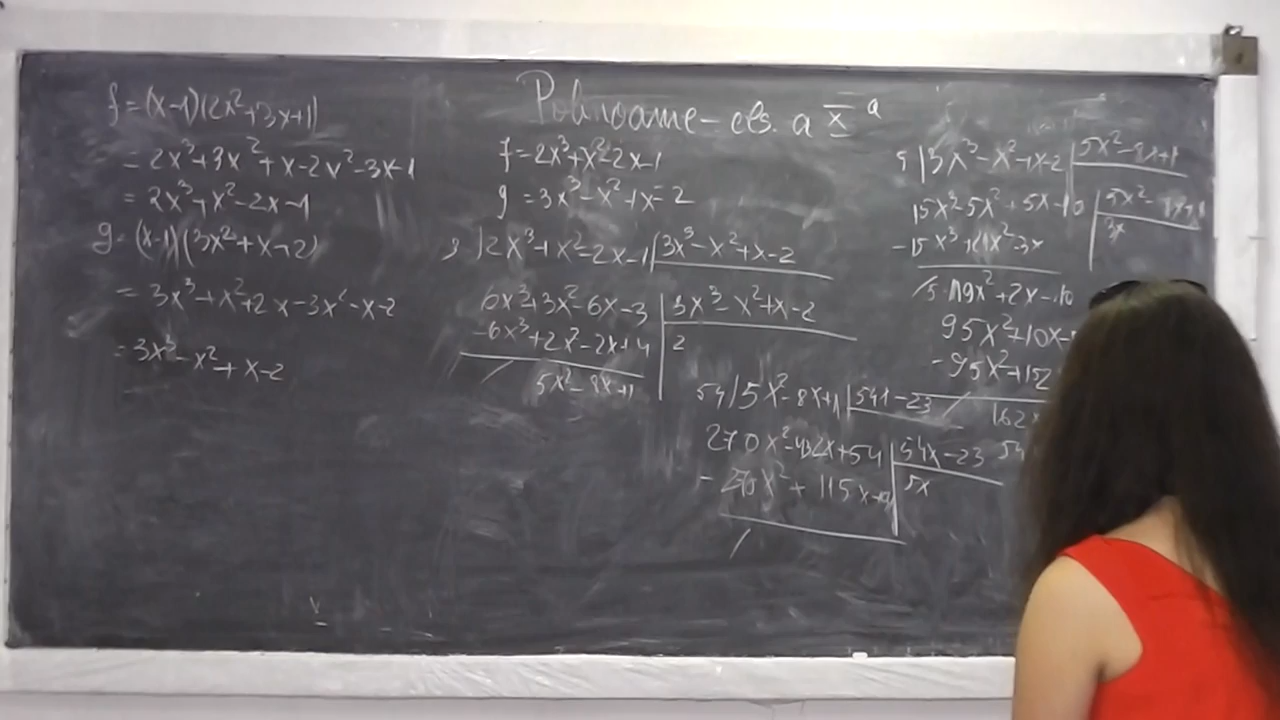 Polinoame - cls. a X̅ a
f = (x-1)(2x²+3x+1)
= 2x³+3x²+x-2x²-3x-1
= 2x³+x²-2x-1
g = (x-1)(3x²+x+2)
= 3x³+x²+2x-3x²-x-2
= 3x³-x²+x-2
f=2x³+x²-2x-1
g=3x³-x²+x-2
3 | 2x³+x²-2x-1 | 3x³-x²+x-2
6x³+3x²-6x-3 | 3x³-x²+x-2
-6x³+2x²-2x+4 | 2
/ 5x²-8x+1
5 | 3x³-x²+x-2 | 5x²-8x+1
15x³-5x²+5x-10 | 5x²-8x+1
-15x³+24x²-3x | 3x
/ 19x²+2x-10
95x²+10x-
-95x²+152
/ 162x
54 | 5x²-8x+1 | 54x-23
270x²-432x+54 | 54x-23
-270x²+115x | 5x
/